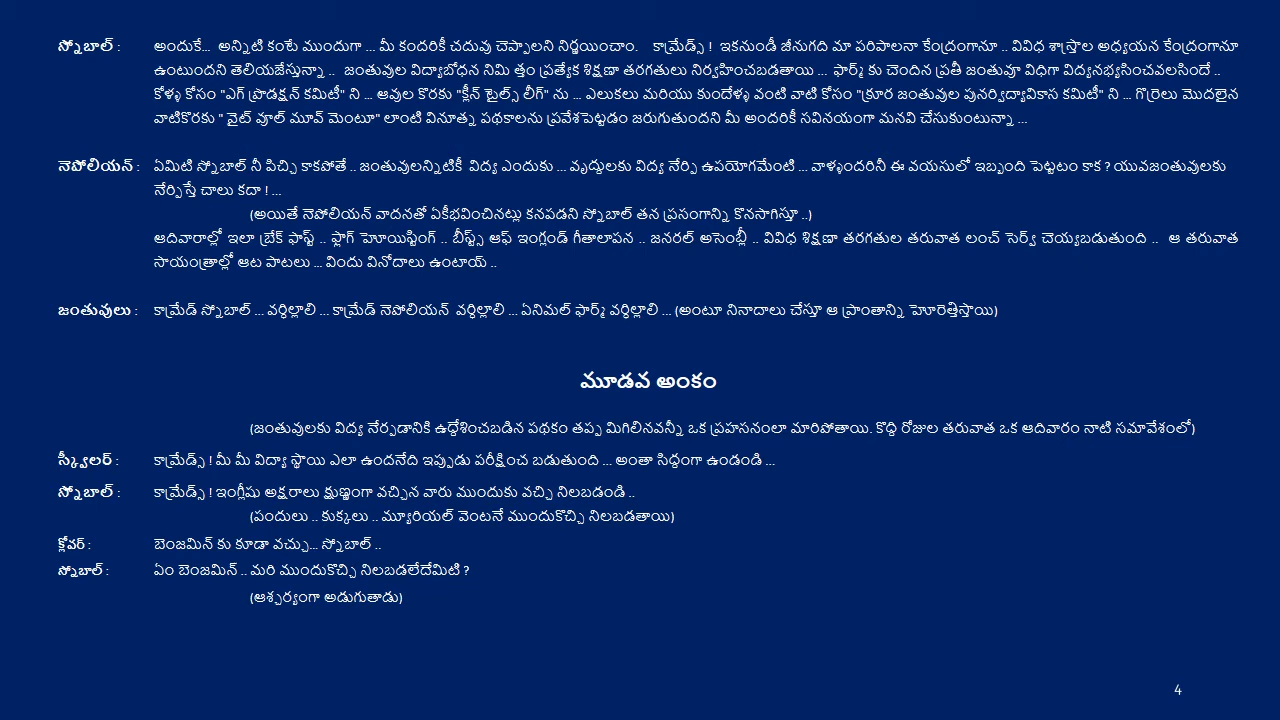 స్నోబాల్ : అందుకే... అన్నిటి కంటే ముందుగా ... మీ కందరికీ చదువు చెప్పాలని నిర్ణయించాం. కామ్రేడ్స్ ! ఇకనుండీ జీనుగది మా పరిపాలనా కేంద్రంగానూ .. వివిధ శాస్త్రాల అధ్యయన కేంద్రంగానూ
ఉంటుందని తెలియజేస్తున్నా .. జంతువుల విద్యాబోధన నిమి త్తం ప్రత్యేక శిక్షణా తరగతులు నిర్వహించబడతాయి ... ఫార్మ్ కు చెందిన ప్రతీ జంతువూ విధిగా విద్యనభ్యసించవలసిందే ..
కోళ్ళ కోసం "ఎగ్ ప్రొడక్షన్ కమిటీ" ని ... ఆవుల కొరకు "క్లీన్ టైల్స్ లీగ్" ను ... ఎలుకలు మరియు కుందేళ్ళ వంటి వాటి కోసం "క్రూర జంతువుల పునర్విద్యావికాస కమిటీ" ని ... గొర్రెలు మొదలైన
వాటికొరకు " వైట్ వూల్ మూవ్ మెంటూ" లాంటి వినూత్న పథకాలను ప్రవేశపెట్టడం జరుగుతుందని మీ అందరికీ సవినయంగా మనవి చేసుకుంటున్నా ...
నెపోలియన్ : ఏమిటి స్నోబాల్ నీ పిచ్చి కాకపోతే .. జంతువులన్నిటికీ విద్య ఎందుకు ... వృద్ధులకు విద్య నేర్పి ఉపయోగమేంటి ... వాళ్ళందరినీ ఈ వయసులో ఇబ్బంది పెట్టటం కాక ? యువజంతువులకు
నేర్పిస్తే చాలు కదా ! ...
(అయితే నెపోలియన్ వాదనతో ఏకీభవించినట్లు కనపడని స్నోబాల్ తన ప్రసంగాన్ని కొనసాగిస్తూ ..)
ఆదివారాల్లో ఇలా బ్రేక్ ఫాస్ట్ .. ఫ్లాగ్ హెూయిస్టింగ్ .. బీస్ట్స్ ఆఫ్ ఇంగ్లండ్ గీతాలాపన .. జనరల్ అసెంబ్లీ .. వివిధ శిక్షణా తరగతుల తరువాత లంచ్ సెర్వ్ చెయ్యబడుతుంది .. ఆ తరువాత
సాయంత్రాల్లో ఆట పాటలు ... విందు వినోదాలు ఉంటాయ్ ..
జంతువులు : కామ్రేడ్ స్నోబాల్ ... వర్ధిల్లాలి ... కామ్రేడ్ నెపోలియన్ వర్ధిల్లాలి ... ఏనిమల్ ఫార్మ్ వర్ధిల్లాలి ... (అంటూ నినాదాలు చేస్తూ ఆ ప్రాంతాన్ని హెూరెత్తిస్తాయి)
మూడవ అంకం
(జంతువులకు విద్య నేర్పడానికి ఉద్దేశించబడిన పథకం తప్ప మిగిలినవన్నీ ఒక ప్రహసనంలా మారిపోతాయి. కొద్ది రోజుల తరువాత ఒక ఆదివారం నాటి సమావేశంలో)
స్క్వీలర్ : కామ్రేడ్స్ ! మీ మీ విద్యా స్థాయి ఎలా ఉందనేది ఇప్పుడు పరీక్షించ బడుతుంది ... అంతా సిద్ధంగా ఉండండి ...
స్నోబాల్ : కామ్రేడ్స్ ! ఇంగ్లీషు అక్షరాలు క్షుణ్ణంగా వచ్చిన వారు ముందుకు వచ్చి నిలబడండి ..
(పందులు .. కుక్కలు .. మ్యూరియల్ వెంటనే ముందుకొచ్చి నిలబడతాయి)
క్లోవర్ : బెంజమిన్ కు కూడా వచ్చు... స్నోబాల్ ..
స్నోబాల్ : ఏం బెంజమిన్ .. మరి ముందుకొచ్చి నిలబడలేదేమిటి ?
(ఆశ్చర్యంగా అడుగుతాడు)
4